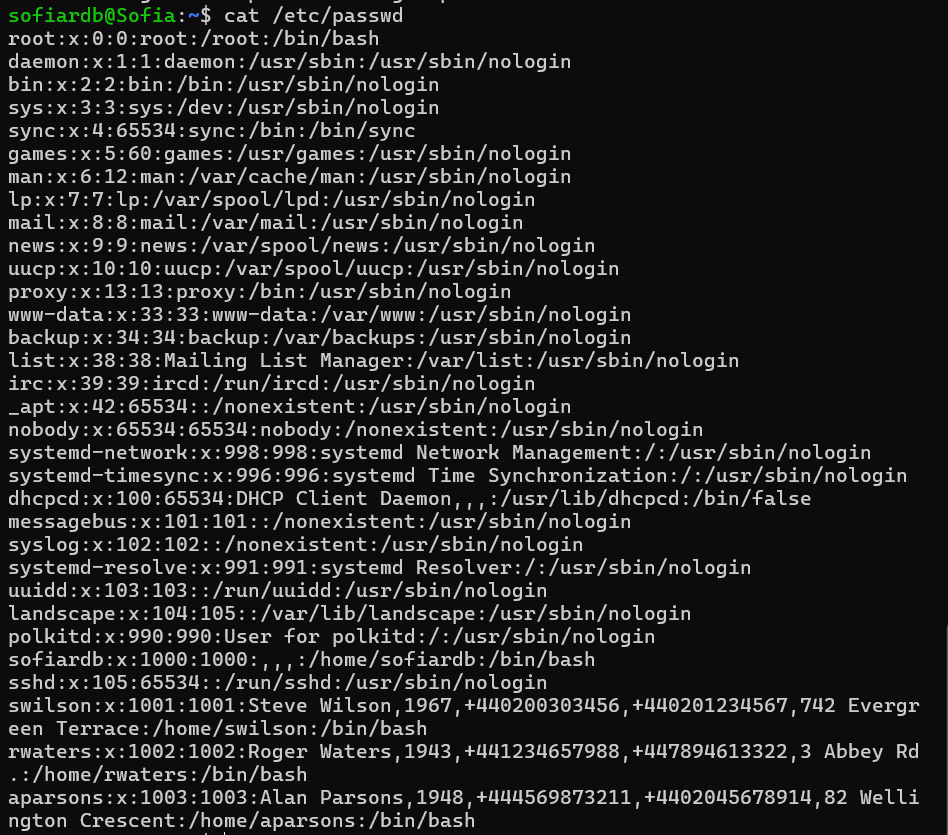 sofiardb@Sofia:~$ cat /etc/passwd
root:x:0:0:root:/root:/bin/bash
daemon:x:1:1:daemon:/usr/sbin:/usr/sbin/nologin
bin:x:2:2:bin:/bin:/usr/sbin/nologin
sys:x:3:3:sys:/dev:/usr/sbin/nologin
sync:x:4:65534:sync:/bin:/bin/sync
games:x:5:60:games:/usr/games:/usr/sbin/nologin
man:x:6:12:man:/var/cache/man:/usr/sbin/nologin
lp:x:7:7:lp:/var/spool/lpd:/usr/sbin/nologin
mail:x:8:8:mail:/var/mail:/usr/sbin/nologin
news:x:9:9:news:/var/spool/news:/usr/sbin/nologin
uucp:x:10:10:uucp:/var/spool/uucp:/usr/sbin/nologin
proxy:x:13:13:proxy:/bin:/usr/sbin/nologin
www-data:x:33:33:www-data:/var/www:/usr/sbin/nologin
backup:x:34:34:backup:/var/backups:/usr/sbin/nologin
list:x:38:38:Mailing List Manager:/var/list:/usr/sbin/nologin
irc:x:39:39:ircd:/run/ircd:/usr/sbin/nologin
_apt:x:42:65534::/nonexistent:/usr/sbin/nologin
nobody:x:65534:65534:nobody:/nonexistent:/usr/sbin/nologin
systemd-network:x:998:998:systemd Network Management:/:/usr/sbin/nologin
systemd-timesync:x:996:996:systemd Time Synchronization:/:/usr/sbin/nologin
dhcpcd:x:100:65534:DHCP Client Daemon,,,:/usr/lib/dhcpcd:/bin/false
messagebus:x:101:101::/nonexistent:/usr/sbin/nologin
syslog:x:102:102::/nonexistent:/usr/sbin/nologin
systemd-resolve:x:991:991:systemd Resolver:/:/usr/sbin/nologin
uuidd:x:103:103::/run/uuidd:/usr/sbin/nologin
landscape:x:104:105::/var/lib/landscape:/usr/sbin/nologin
polkitd:x:990:990:User for polkitd:/:/usr/sbin/nologin
sofiardb:x:1000:1000:,,,:/home/sofiardb:/bin/bash
sshd:x:105:65534::/run/sshd:/usr/sbin/nologin
swilson:x:1001:1001:Steve Wilson,1967,+440200303456,+440201234567,742 Evergr
een Terrace:/home/swilson:/bin/bash
rwaters:x:1002:1002:Roger Waters,1943,+441234657988,+447894613322,3 Abbey Rd
.:/home/rwaters:/bin/bash
aparsons:x:1003:1003:Alan Parsons,1948,+444569873211,+4402045678914,82 Welli
ngton Crescent:/home/aparsons:/bin/bash